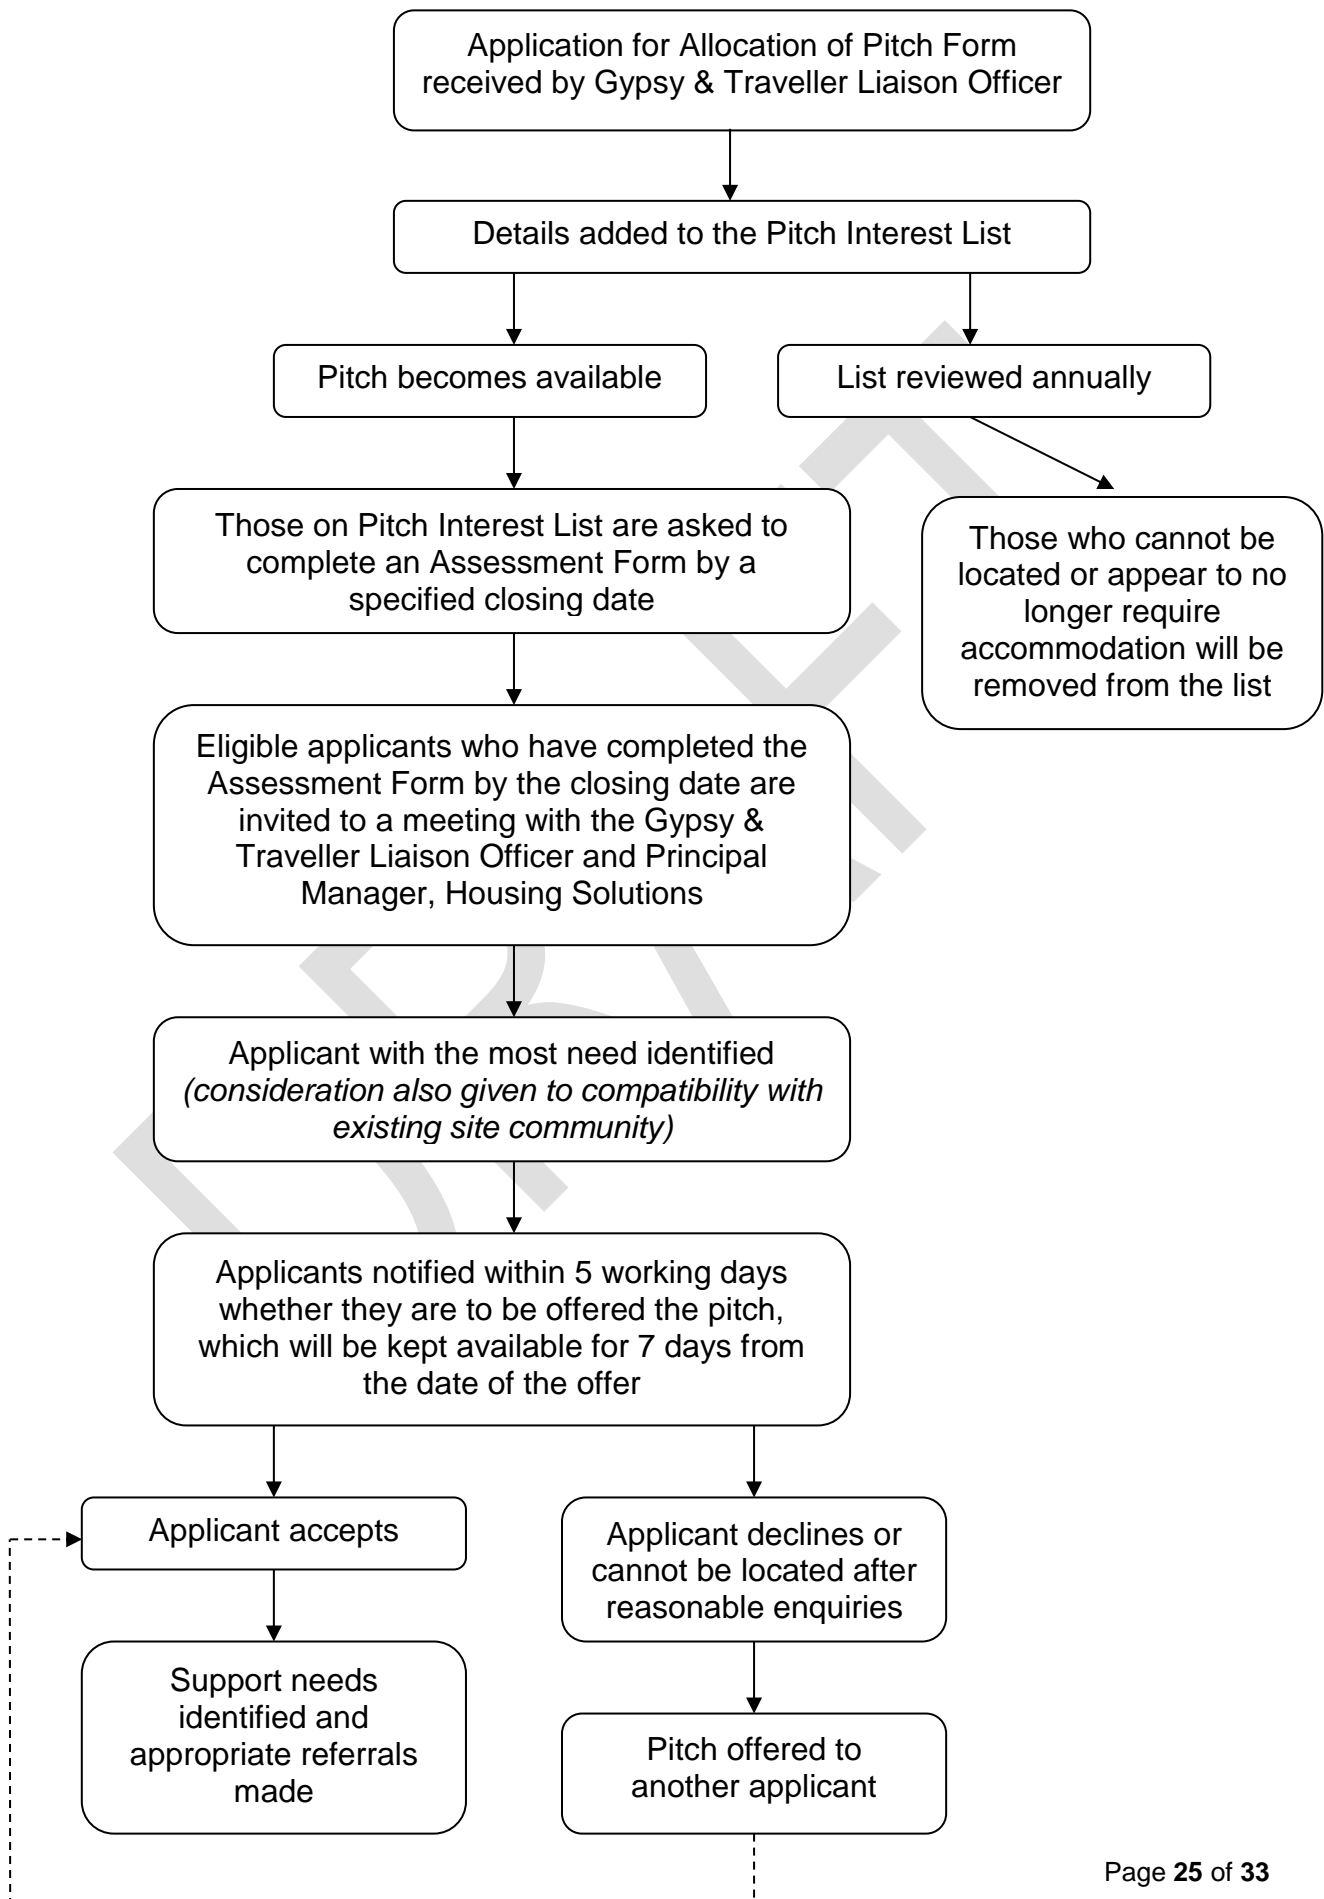 Application for Allocation of Pitch Form
received by Gypsy & Traveller Liaison Officer
Details added to the Pitch Interest List
Pitch becomes available
List reviewed annually
Those on Pitch Interest List are asked to
complete an Assessment Form by a
specified closing date
Those who cannot be
located or appear to no
longer require
accommodation will be
removed from the list
Eligible applicants who have completed the
Assessment Form by the closing date are
invited to a meeting with the Gypsy &
Traveller Liaison Officer and Principal
Manager, Housing Solutions
Applicant with the most need identified
(consideration also given to compatibility with
existing site community)
Applicants notified within 5 working days
whether they are to be offered the pitch,
which will be kept available for 7 days from
the date of the offer
Applicant accepts
Applicant declines or
cannot be located after
reasonable enquiries
Support needs
identified and
appropriate referrals
made
Pitch offered to
another applicant
Page 25 of 33
DRAFT